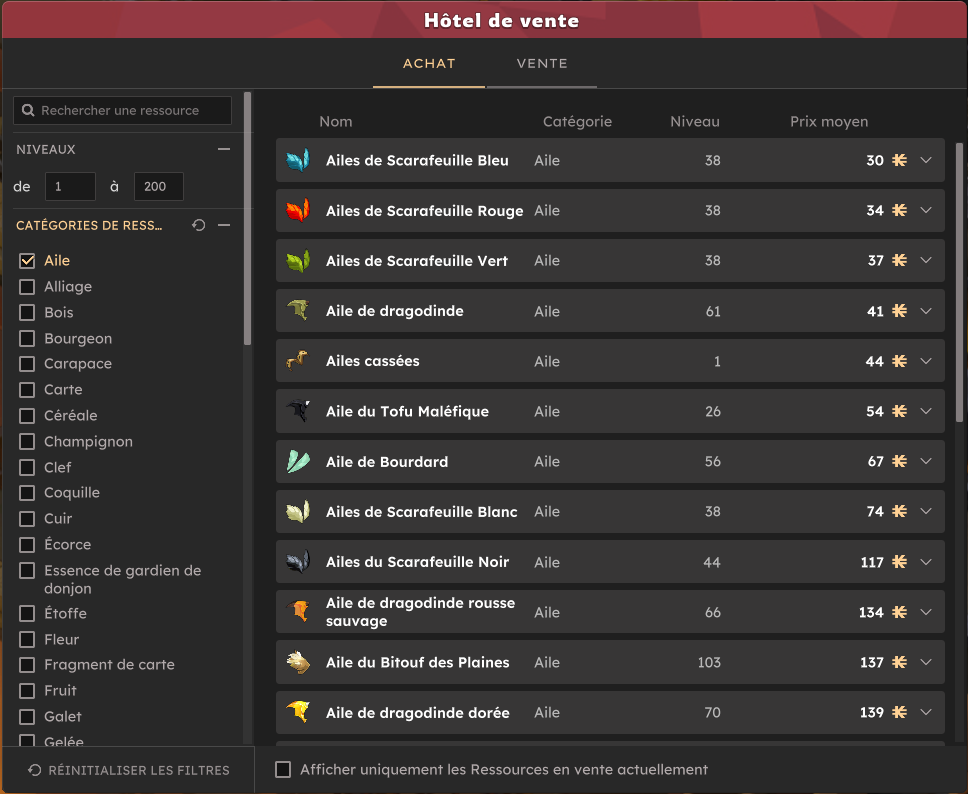 Hôtel de vente
ACHAT
VENTE
Rechercher une ressource
NIVEAUX
de 1 à 200
CATÉGORIES DE RESS...
Aile
Alliage
Bois
Bourgeon
Carapace
Carte
Céréale
Champignon
Clef
Coquille
Cuir
Écorce
Essence de gardien de
donjon
Étoffe
Fleur
Fragment de carte
Fruit
Galet
Gelée
RÉINITIALISER LES FILTRES
Nom Catégorie Niveau Prix moyen
Ailes de Scarafeuille Bleu Aile 38 30
Ailes de Scarafeuille Rouge Aile 38 34
Ailes de Scarafeuille Vert Aile 38 37
Aile de dragodinde Aile 61 41
Ailes cassées Aile 1 44
Aile du Tofu Maléfique Aile 26 54
Aile de Bourdard Aile 56 67
Ailes de Scarafeuille Blanc Aile 38 74
Ailes du Scarafeuille Noir Aile 44 117
Aile de dragodinde rousse
sauvage Aile 66 134
Aile du Bitouf des Plaines Aile 103 137
Aile de dragodinde dorée Aile 70 139
Afficher uniquement les Ressources en vente actuellement